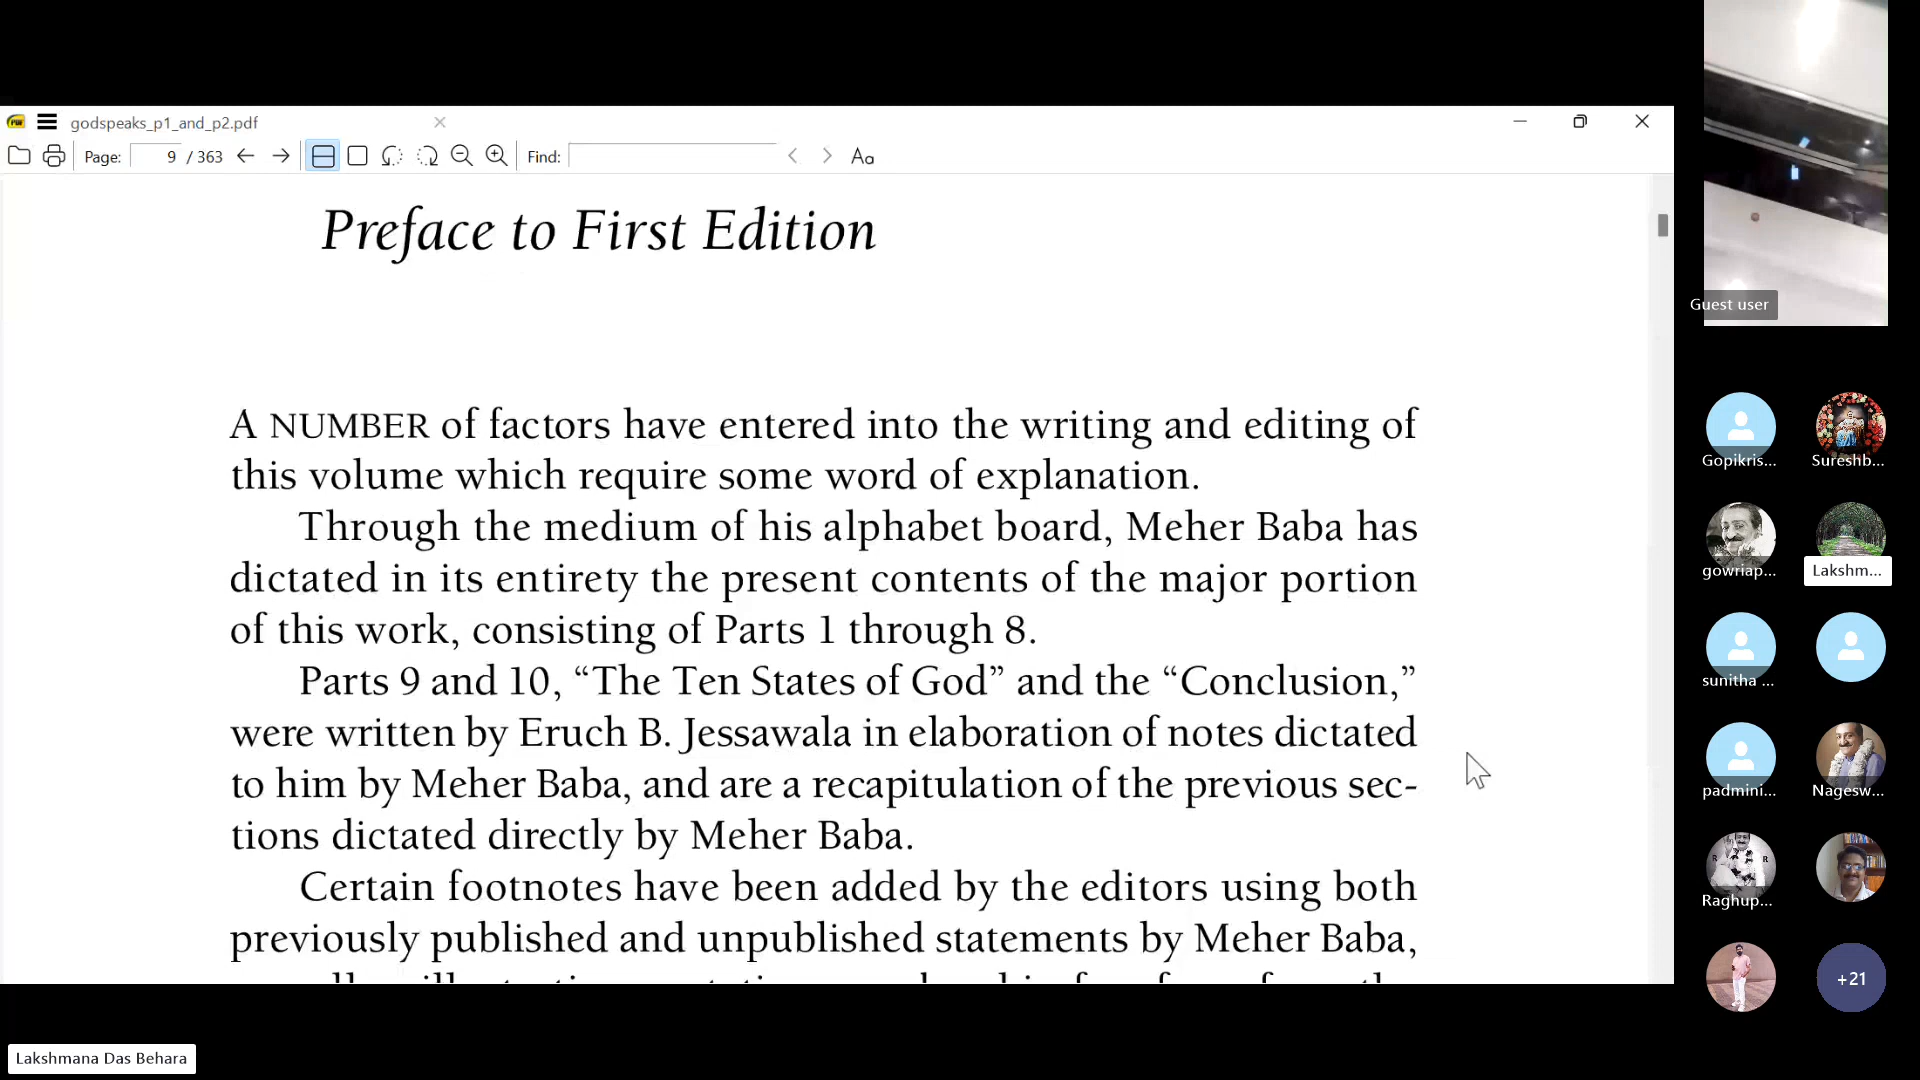 godspeaks_p1_and_p2.pdf
Page: 9 / 363 Find: Aa
Preface to First Edition
A NUMBER of factors have entered into the writing and editing of
this volume which require some word of explanation.
Through the medium of his alphabet board, Meher Baba has
dictated in its entirety the present contents of the major portion
of this work, consisting of Parts 1 through 8.
Parts 9 and 10, “The Ten States of God” and the “Conclusion,”
were written by Eruch B. Jessawala in elaboration of notes dictated
to him by Meher Baba, and are a recapitulation of the previous sec-
tions dictated directly by Meher Baba.
Certain footnotes have been added by the editors using both
previously published and unpublished statements by Meher Baba,
Guest user
Gopikris...
Sureshb...
gowriap...
Lakshm...
sunitha ...
padmini...
Nagesw...
Raghup...
+21
Lakshmana Das Behara